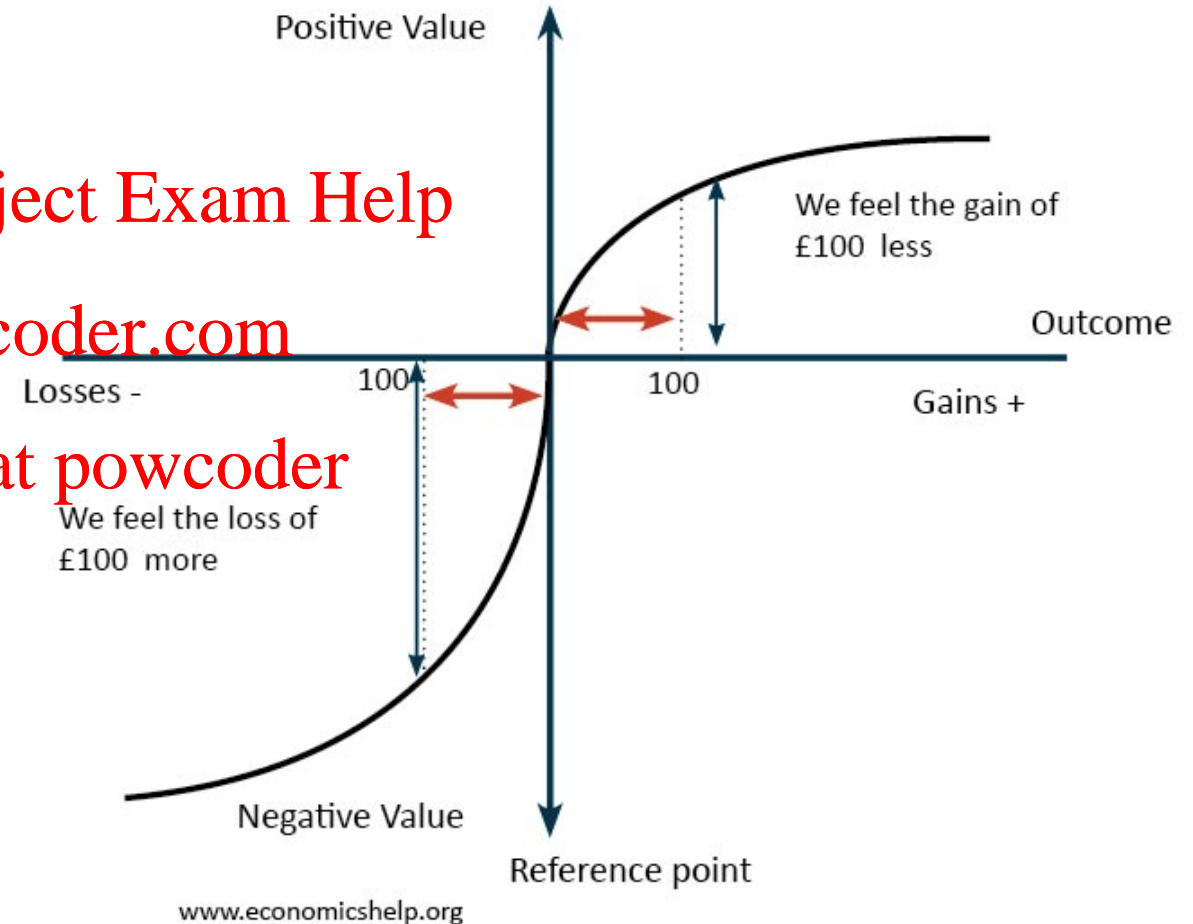 Positive Value
ject Exam Help
We feel the gain of
£100 less
coder.com
Outcome
Losses -
100
100
Gains +
at powcoder
We feel the loss of
£100 more
Negative Value
Reference point
www.economicshelp.org